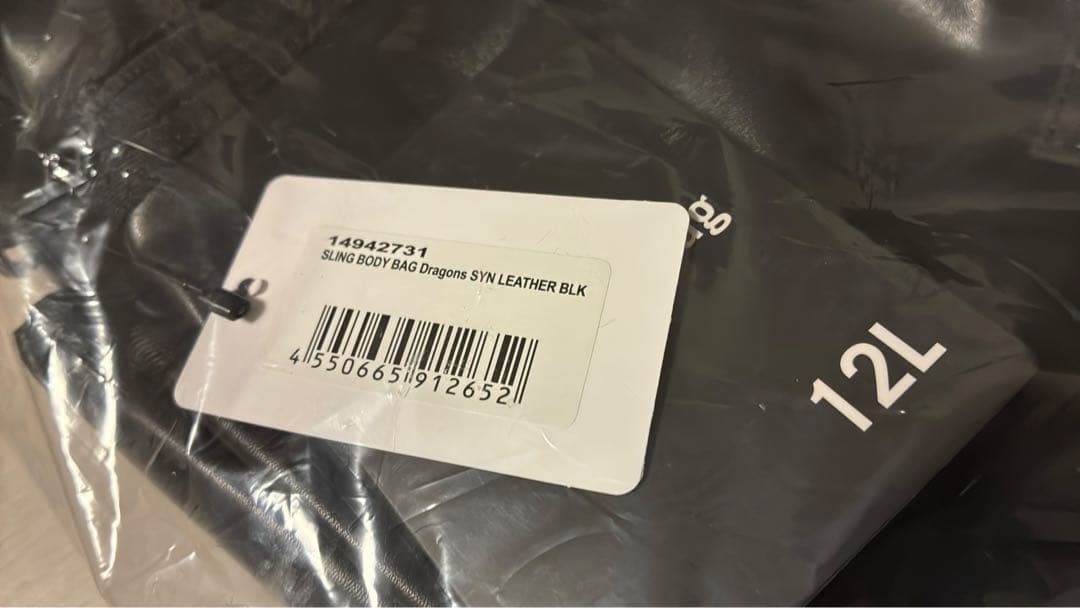 14942731
SLING BODY BAG Dragons SYN LEATHER BLK
4550665912652
12L